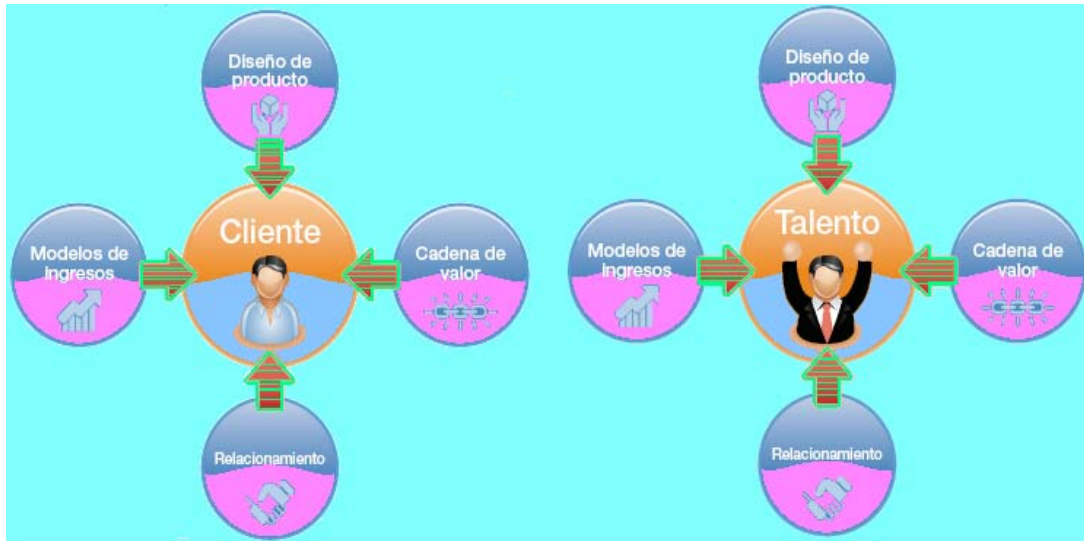 Diseño de
producto
Cliente
Modelos de
ingresos
Cadena de
valor
Relacionamiento
Diseño de
producto
Talento
Modelos de
ingresos
Cadena de
valor
Relacionamiento